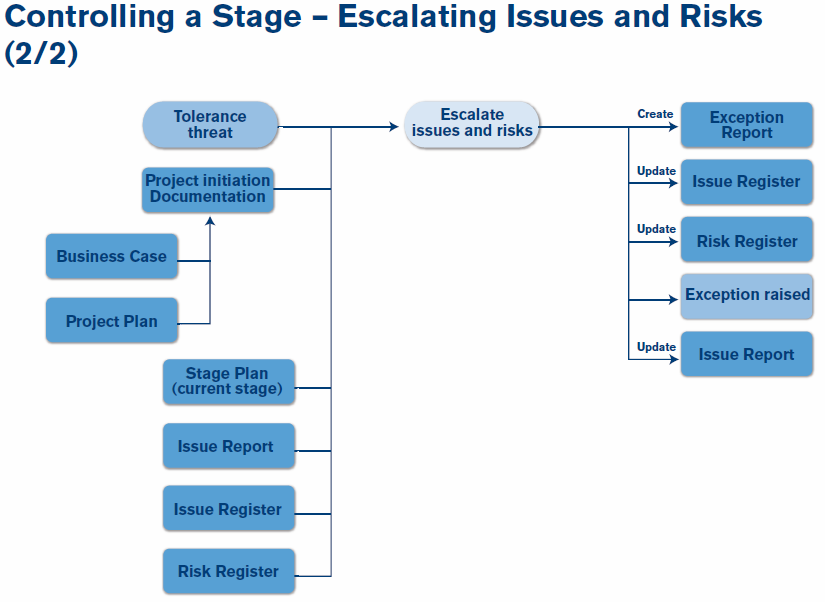 Controlling a Stage – Escalating Issues and Risks
(2/2)
Tolerance
threat
Escalate
issues and risks
Create
Exception
Report
Project initiation
Documentation
Update
Issue Register
Business Case
Update
Risk Register
Project Plan
Exception raised
Update
Issue Report
Stage Plan
(current stage)
Issue Report
Issue Register
Risk Register